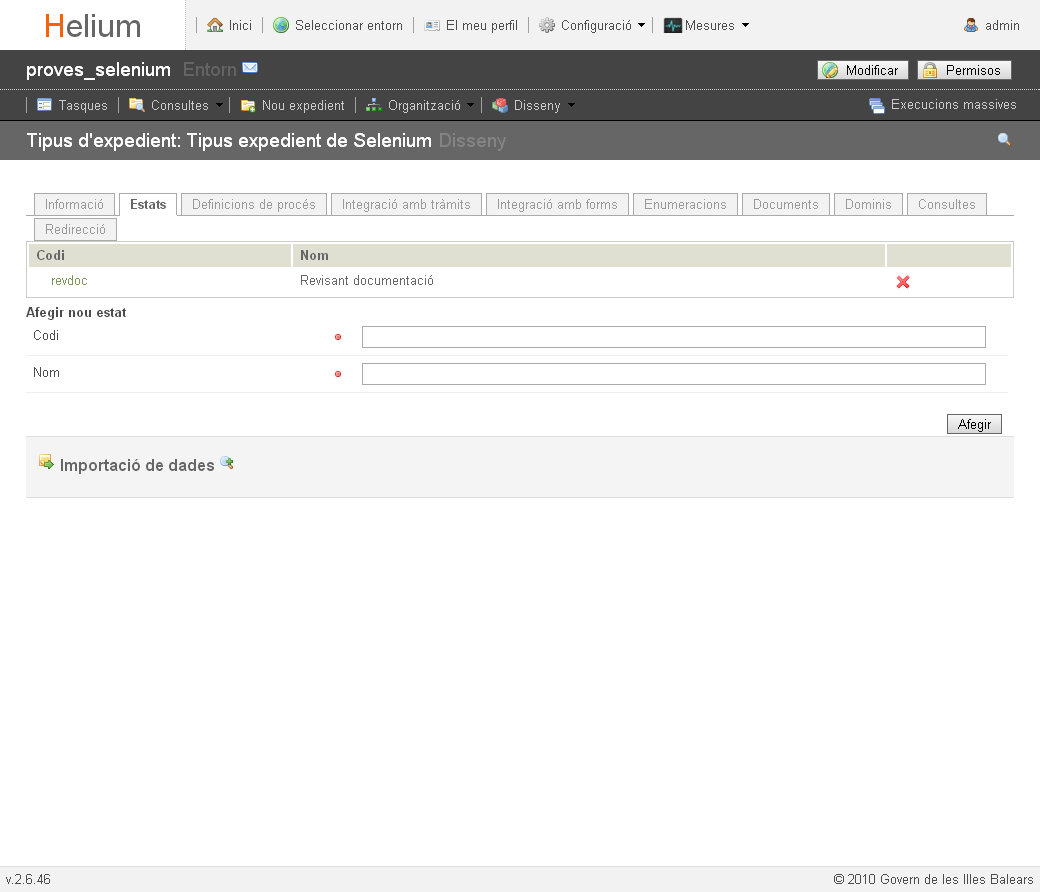 Helium
Inici Seleccionar entorn El meu perfil Configuració Mesures admin
proves_selenium Entorn Modificar Permisos
Tasques Consultes Nou expedient Organització Disseny Execucions massives
Tipus d'expedient: Tipus expedient de Selenium Disseny
Informació Estats Definicions de procés Integració amb tràmits Integració amb forms Enumeracions Documents Dominis Consultes
Redirecció
Codi Nom
revdoc Revisant documentació
Afegir nou estat
Codi
Nom
Afegir
Importació de dades
v.2.6.46 © 2010 Govern de les Illes Balears